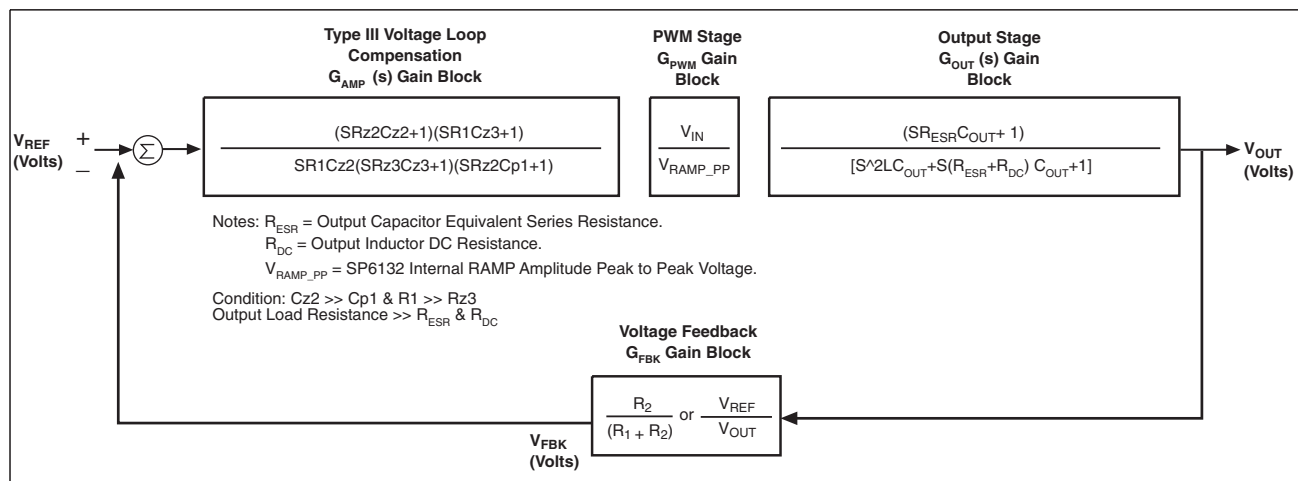 Type III Voltage Loop
Compensation
G_AMP (s) Gain Block
PWM Stage
G_PWM Gain
Block
Output Stage
G_OUT (s) Gain
Block
V_REF
(Volts)
+
–
Σ
(SRz2Cz2+1)(SR1Cz3+1)
SR1Cz2(SRz3Cz3+1)(SRz2Cp1+1)
V_IN
V_RAMP_PP
(SR_ESRC_OUT+ 1)
[S^2LC_OUT+S(R_ESR+R_DC) C_OUT+1]
V_OUT
(Volts)
Notes: R_ESR = Output Capacitor Equivalent Series Resistance.
R_DC = Output Inductor DC Resistance.
V_RAMP_PP = SP6132 Internal RAMP Amplitude Peak to Peak Voltage.
Condition: Cz2 >> Cp1 & R1 >> Rz3
Output Load Resistance >> R_ESR & R_DC
Voltage Feedback
G_FBK Gain Block
R_2
(R_1 + R_2)
or
V_REF
V_OUT
V_FBK
(Volts)